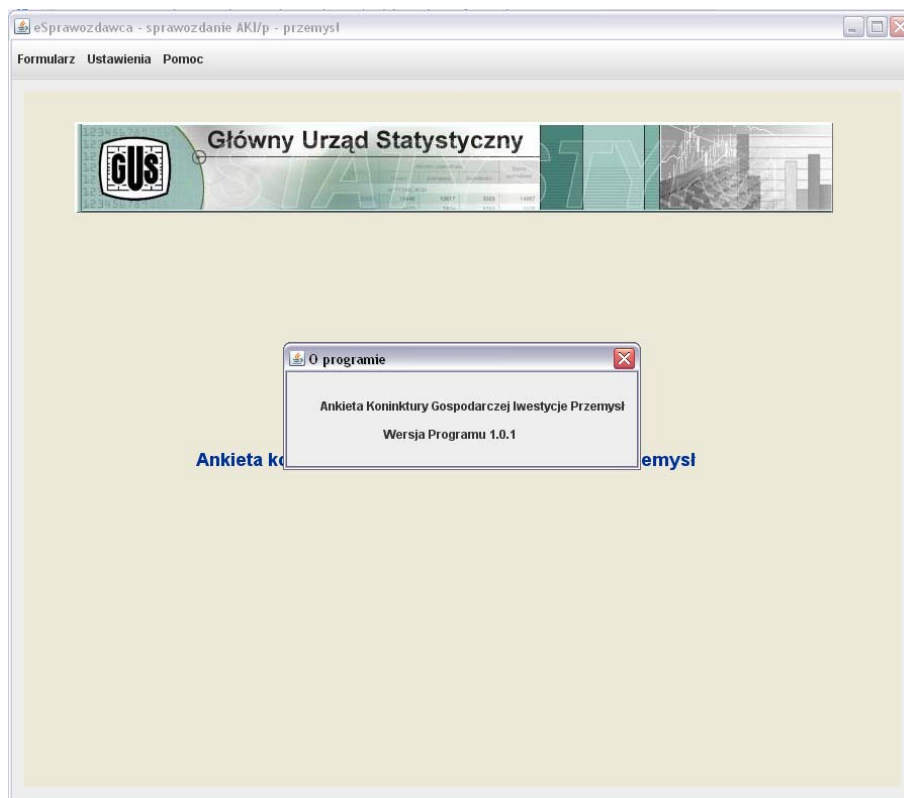 eSprawozdawca - sprawozdanie AKI/p - przemysł
Formularz Ustawienia Pomoc
GUS
Główny Urząd Statystyczny
O programie
Ankieta Koninktury Gospodarczej Iwestycje Przemysł
Wersja Programu 1.0.1
Ankieta ko emysł